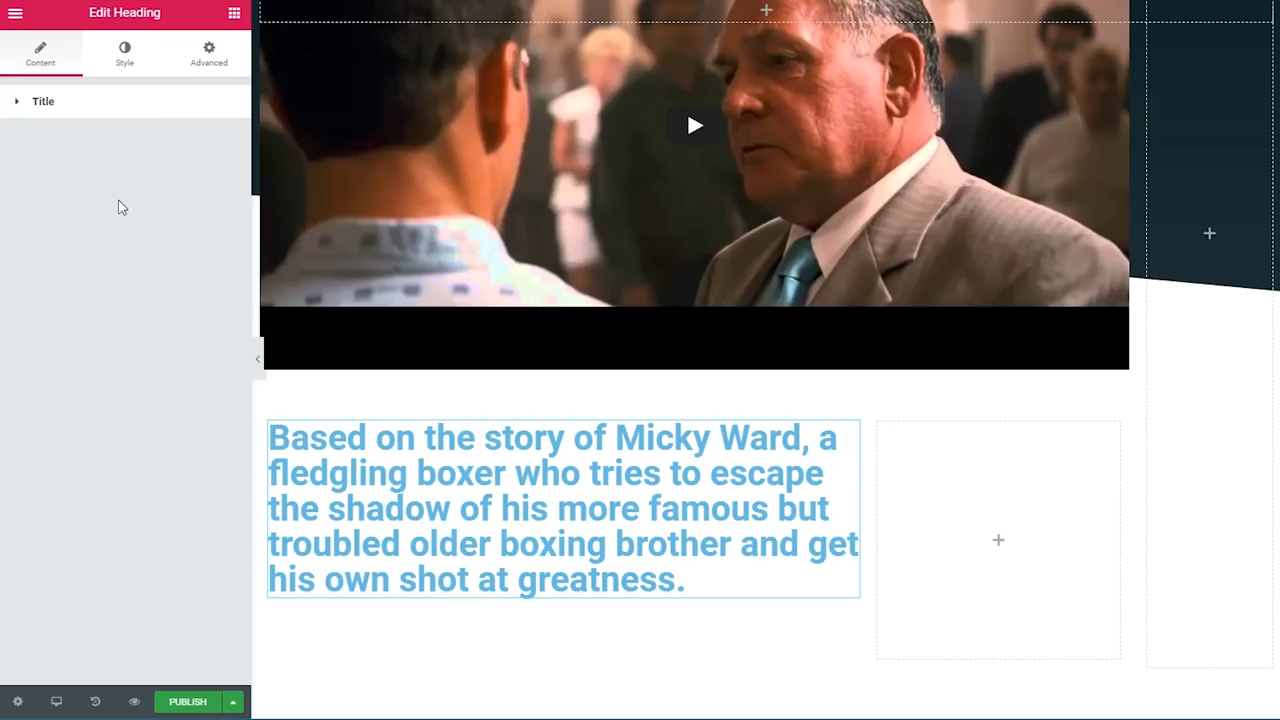 Edit Heading
Content
Style
Advanced
Title
Based on the story of Micky Ward, a
fledgling boxer who tries to escape
the shadow of his more famous but
troubled older boxing brother and get
his own shot at greatness.
PUBLISH